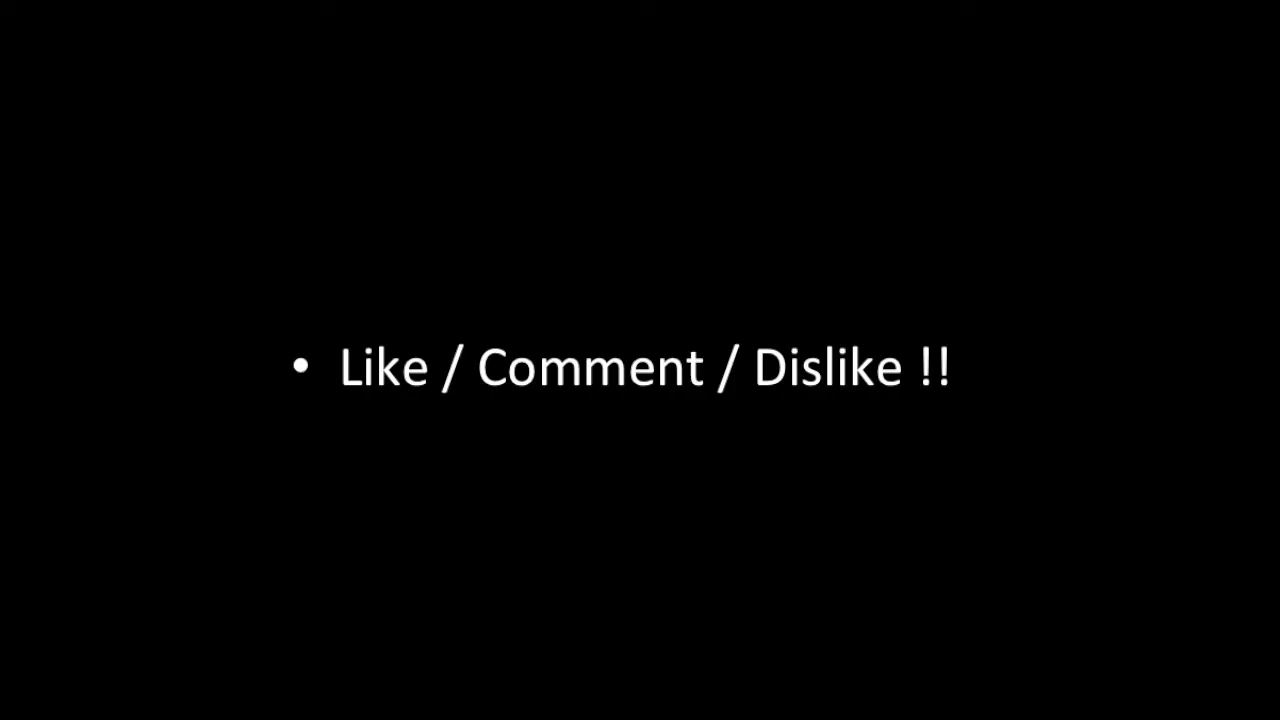 • Like / Comment / Dislike !!